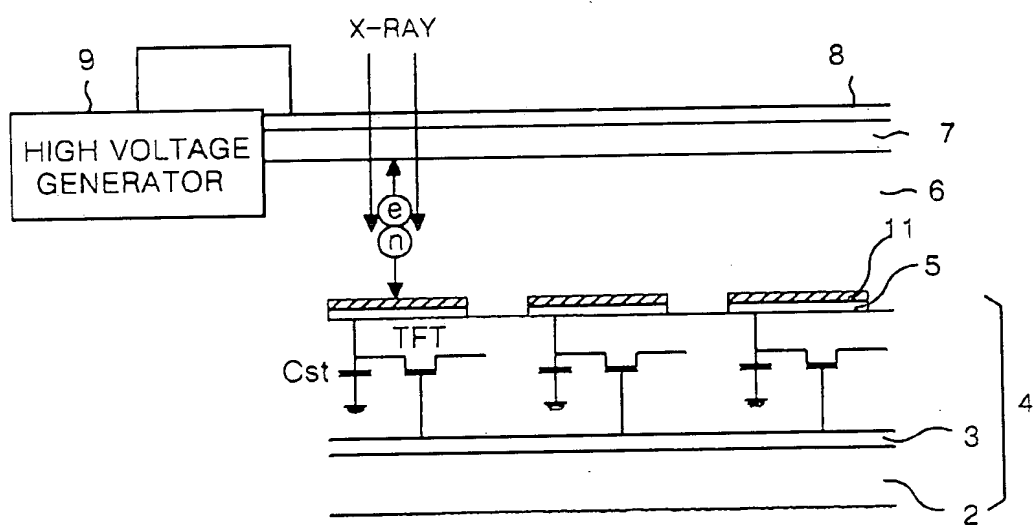 X-RAY
9
8
HIGH VOLTAGE
GENERATOR
7
6
e
n
11
5
TFT
Cst
4
3
2